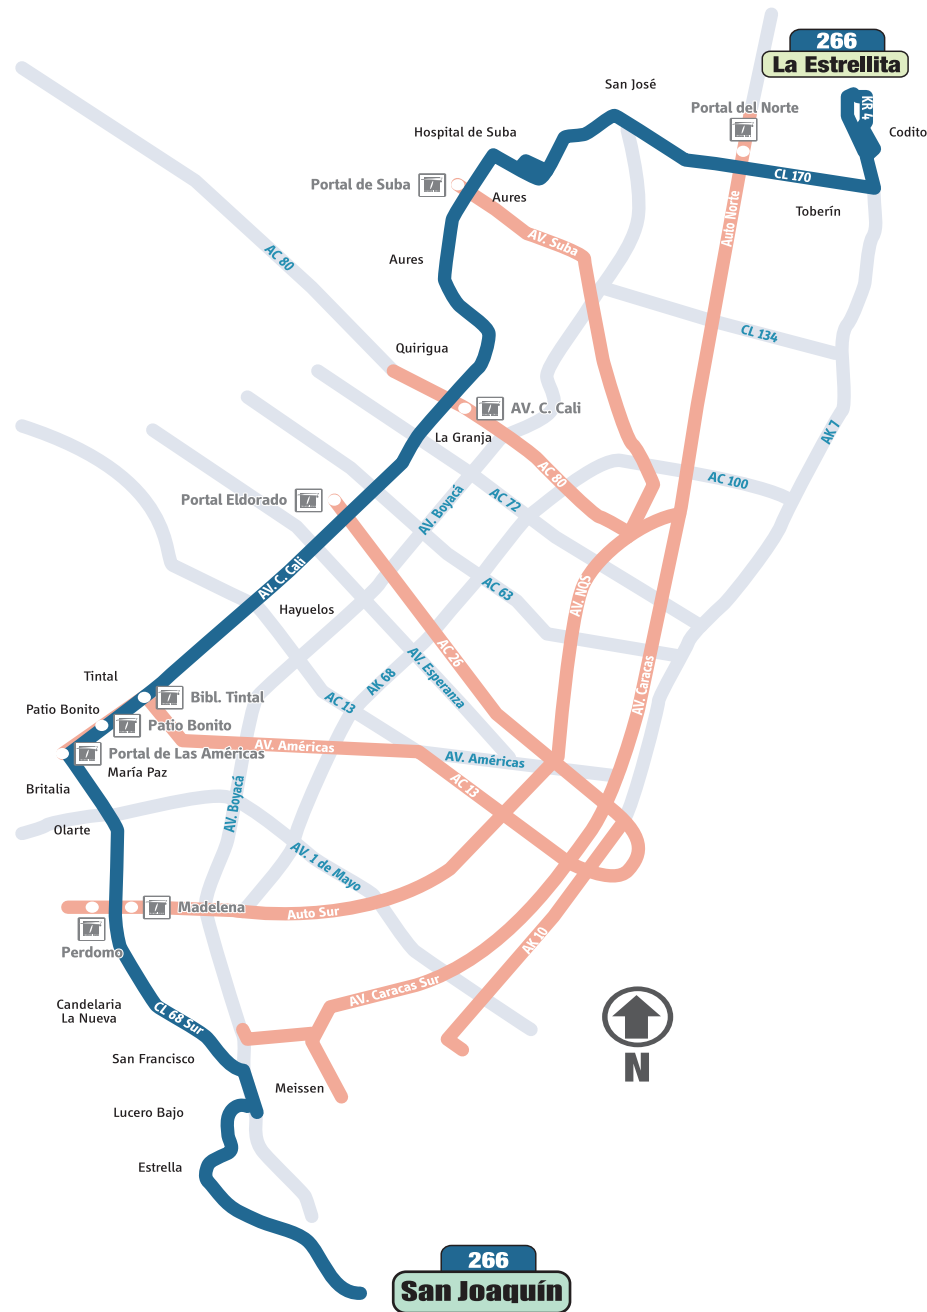 266
La Estrellita
San José
Portal del Norte
KR 4
Codito
Hospital de Suba
CL 170
Portal de Suba
Aures
Toberín
Auto Norte
AV. Suba
AC 80
Aures
CL 134
Quirigua
AV. C. Cali
La Granja
AK 7
AC 80
AC 100
Portal Eldorado
AV. Boyacá
AC 72
AV. C. Cali
AC 63
AV. NQS
Hayuelos
AC 26
AV. Esperanza
AK 68
AV. Caracas
Tintal
Bibl. Tintal
AC 13
Patio Bonito
Patio Bonito
AV. Américas
Portal de Las Américas
AV. Américas
María Paz
Britalia
AC 13
AV. Boyacá
Olarte
AV. 1 de Mayo
Madelena
Auto Sur
Perdomo
AK 10
AV. Caracas Sur
Candelaria
La Nueva
CL 68 Sur
San Francisco
N
Meissen
Lucero Bajo
Estrella
266
San Joaquín